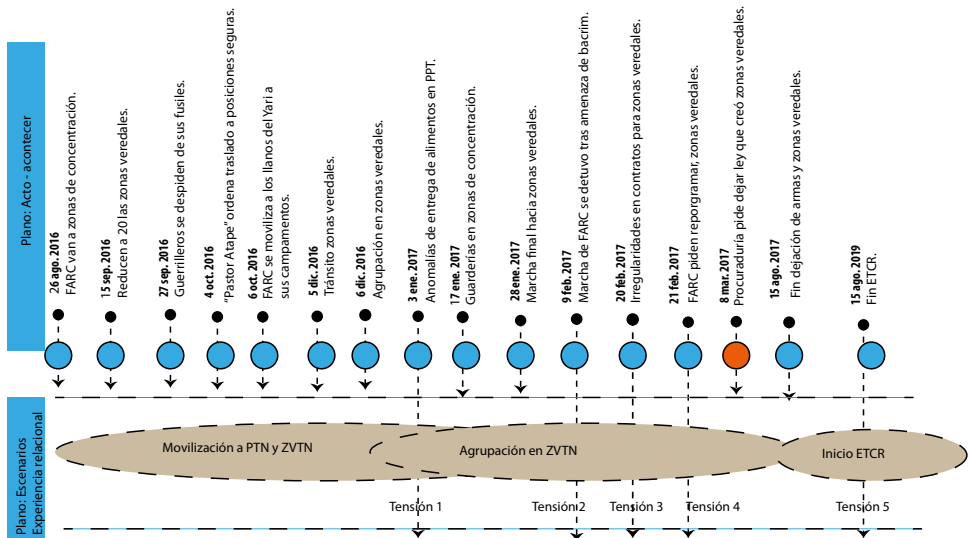 Plano: Acto - acontecer
26 ago. 2016
FARC van a zonas de concentración.
15 sep. 2016
Reducen a 20 las zonas veredales.
27 sep. 2016
Guerrilleros se despiden de sus fusiles.
4 oct. 2016
“Pastor Atape” ordena traslado a posiciones seguras.
6 oct. 2016
FARC se moviliza a los llanos del Yari a
sus campamentos.
5 dic. 2016
Tránsito zonas veredales.
6 dic. 2016
Agrupación en zonas veredales.
3 ene. 2017
Anomalías de entrega de alimentos en PPT.
17 ene. 2017
Guarderías en zonas de concentración.
28 ene. 2017
Marcha final hacia zonas veredales.
9 feb. 2017
Marcha de FARC se detuvo tras amenaza de bacrim.
20 feb. 2017
Irregularidades en contratos para zonas veredales.
21 feb. 2017
FARC piden reporgramar, zonas veredales.
8 mar. 2017
Procuraduría pide dejar ley que creó zonas veredales.
15 ago. 2017
Fin dejación de armas y zonas veredales.
15 ago. 2019
Fin ETCR.
Plano: Escenarios
Experiencia relacional
Movilización a PTN y ZVTN
Agrupación en ZVTN
Inicio ETCR
Tensión 1
Tensión 2
Tensión 3
Tensión 4
Tensión 5